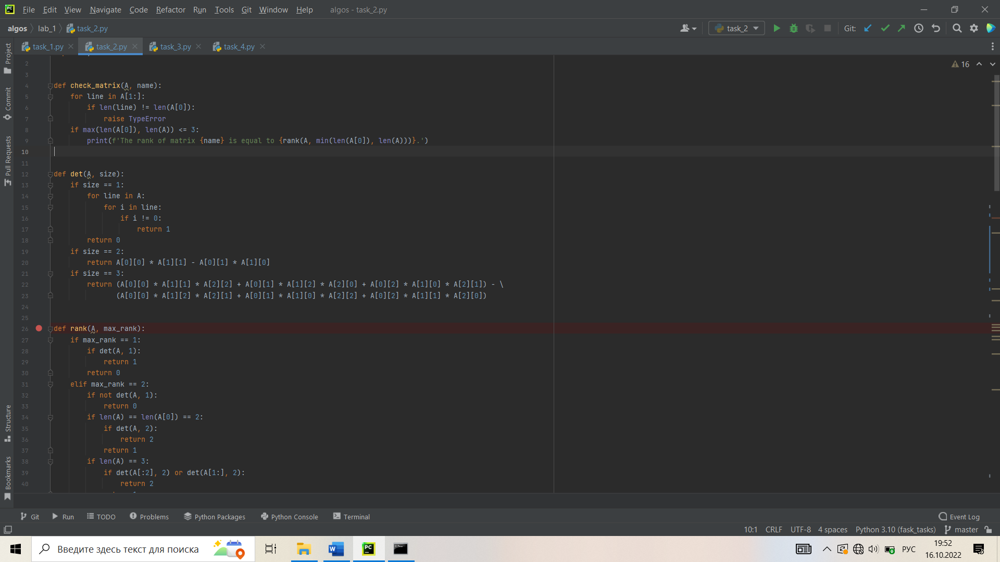 File Edit View Navigate Code Refactor Run Tools Git Window Help algos - task_2.py
algos lab_1 task_2.py task_2 Git:
task_1.py task_2.py task_3.py task_4.py
Project
Commit
Pull Requests
Structure
Bookmarks
16
2
3
4 def check_matrix(A, name):
5 for line in A[1:]:
6 if len(line) != len(A[0]):
7 raise TypeError
8 if max(len(A[0]), len(A)) <= 3:
9 print(f'The rank of matrix {name} is equal to {rank(A, min(len(A[0]), len(A)))}.')
10
11
12 def det(A, size):
13 if size == 1:
14 for line in A:
15 for i in line:
16 if i != 0:
17 return 1
18 return 0
19 if size == 2:
20 return A[0][0] * A[1][1] - A[0][1] * A[1][0]
21 if size == 3:
22 return (A[0][0] * A[1][1] * A[2][2] + A[0][1] * A[1][2] * A[2][0] + A[0][2] * A[1][0] * A[2][1]) - \
23 (A[0][0] * A[1][2] * A[2][1] + A[0][1] * A[1][0] * A[2][2] + A[0][2] * A[1][1] * A[2][0])
24
25
26 def rank(A, max_rank):
27 if max_rank == 1:
28 if det(A, 1):
29 return 1
30 return 0
31 elif max_rank == 2:
32 if not det(A, 1):
33 return 0
34 if len(A) == len(A[0]) == 2:
35 if det(A, 2):
36 return 2
37 return 1
38 if len(A) == 3:
39 if det(A[:2], 2) or det(A[1:], 2):
40 return 2
Git Run TODO Problems Python Packages Python Console Terminal Event Log
10:1 CRLF UTF-8 4 spaces Python 3.10 (fask_tasks) master
Введите здесь текст для поиска
РУС
19:52
16.10.2022